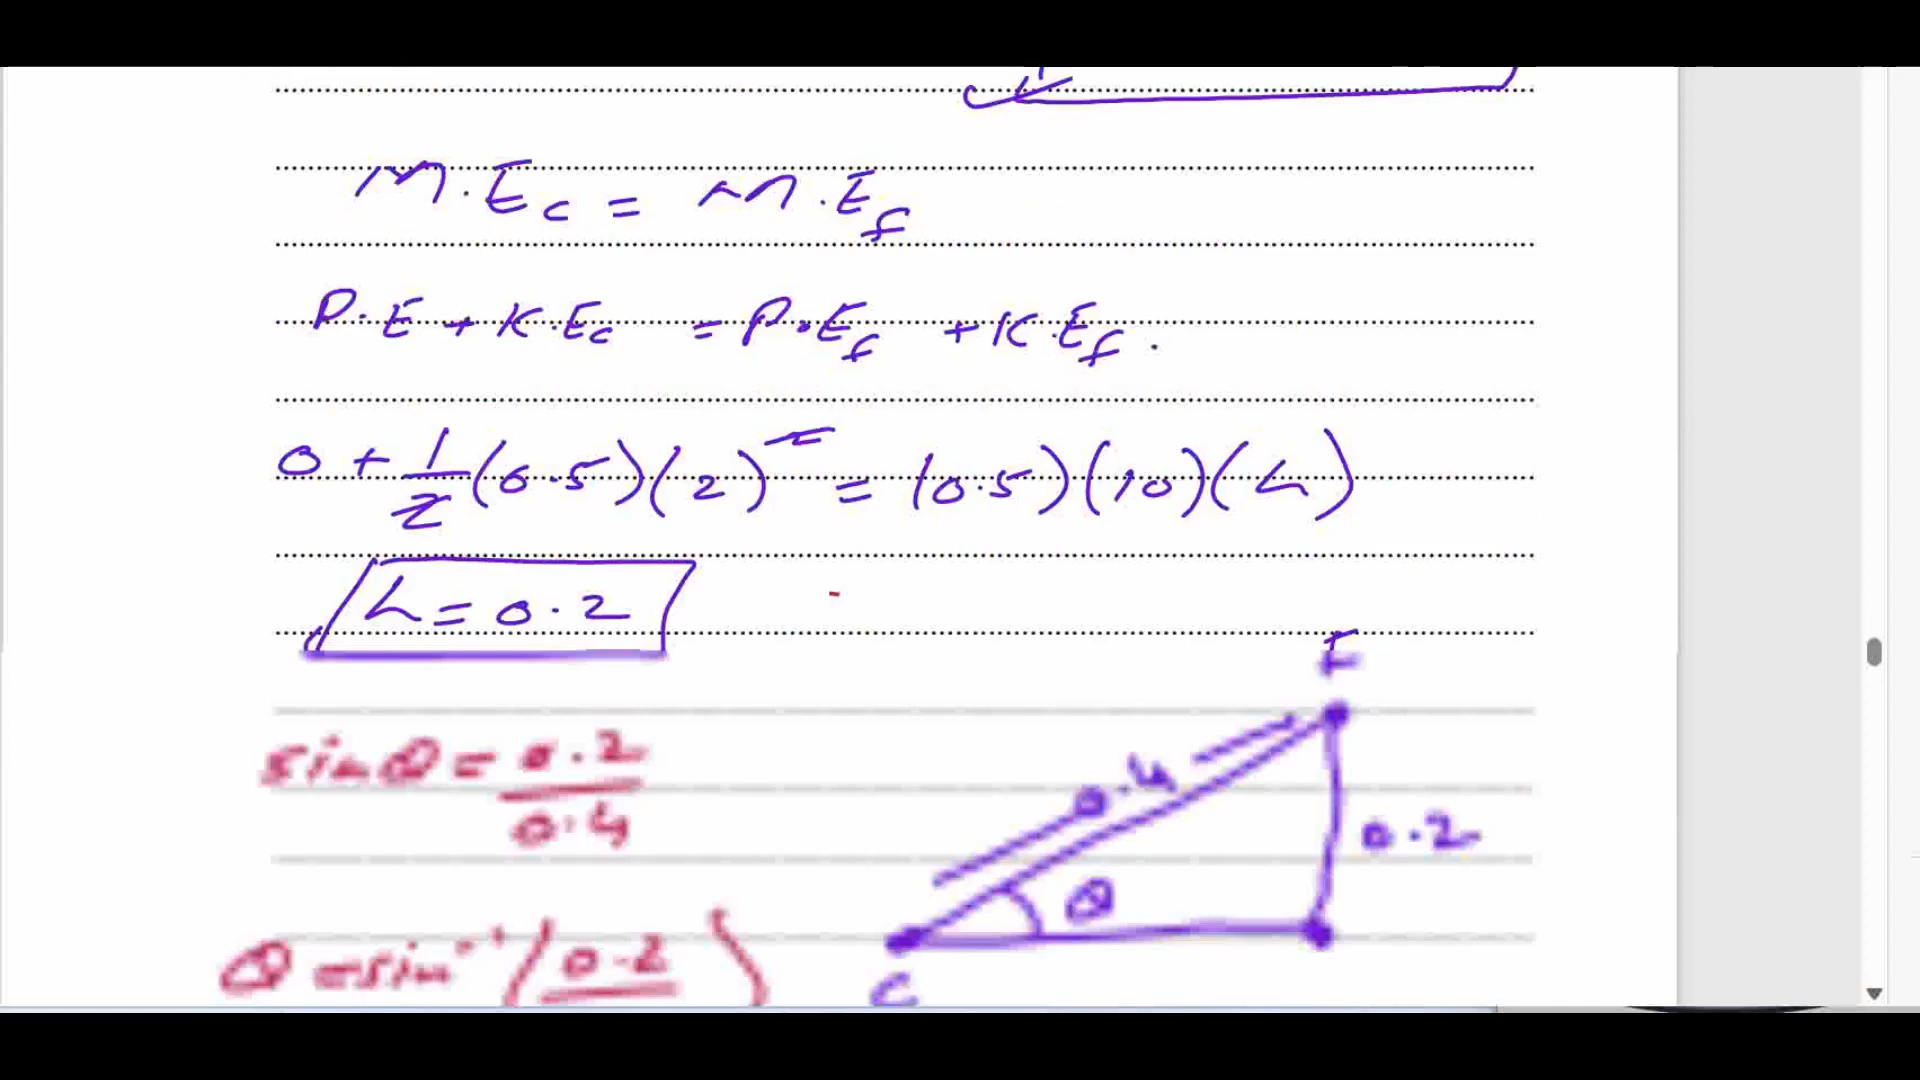 M.E_C = M.E_f
P.E + K.E_C = P.E_f + K.E_f.
0 + 1/2 (0.5)(2)² = (0.5)(10)(h)
h = 0.2
F
sinθ = 0.2/0.4
0.4
0.2
θ
θ = sin⁻¹(0.2
C